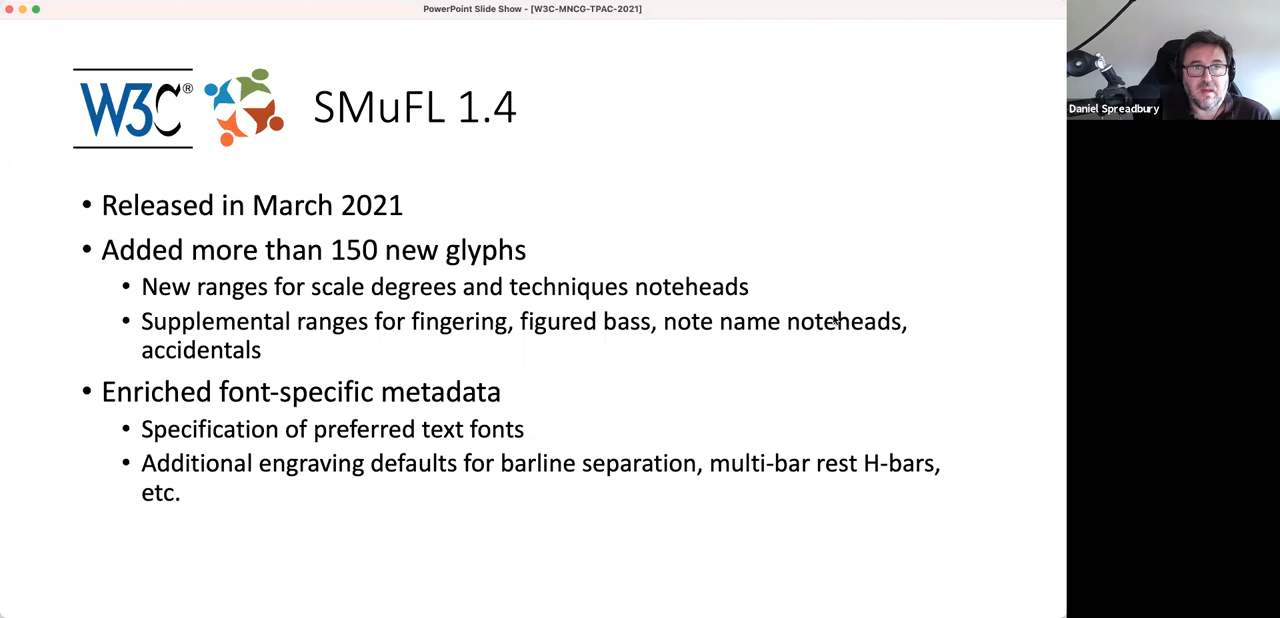 PowerPoint Slide Show - [W3C-MNCG-TPAC-2021]
W3C®
SMuFL 1.4
• Released in March 2021
• Added more than 150 new glyphs
• New ranges for scale degrees and techniques noteheads
• Supplemental ranges for fingering, figured bass, note name noteheads,
accidentals
• Enriched font-specific metadata
• Specification of preferred text fonts
• Additional engraving defaults for barline separation, multi-bar rest H-bars,
etc.
Daniel Spreadbury